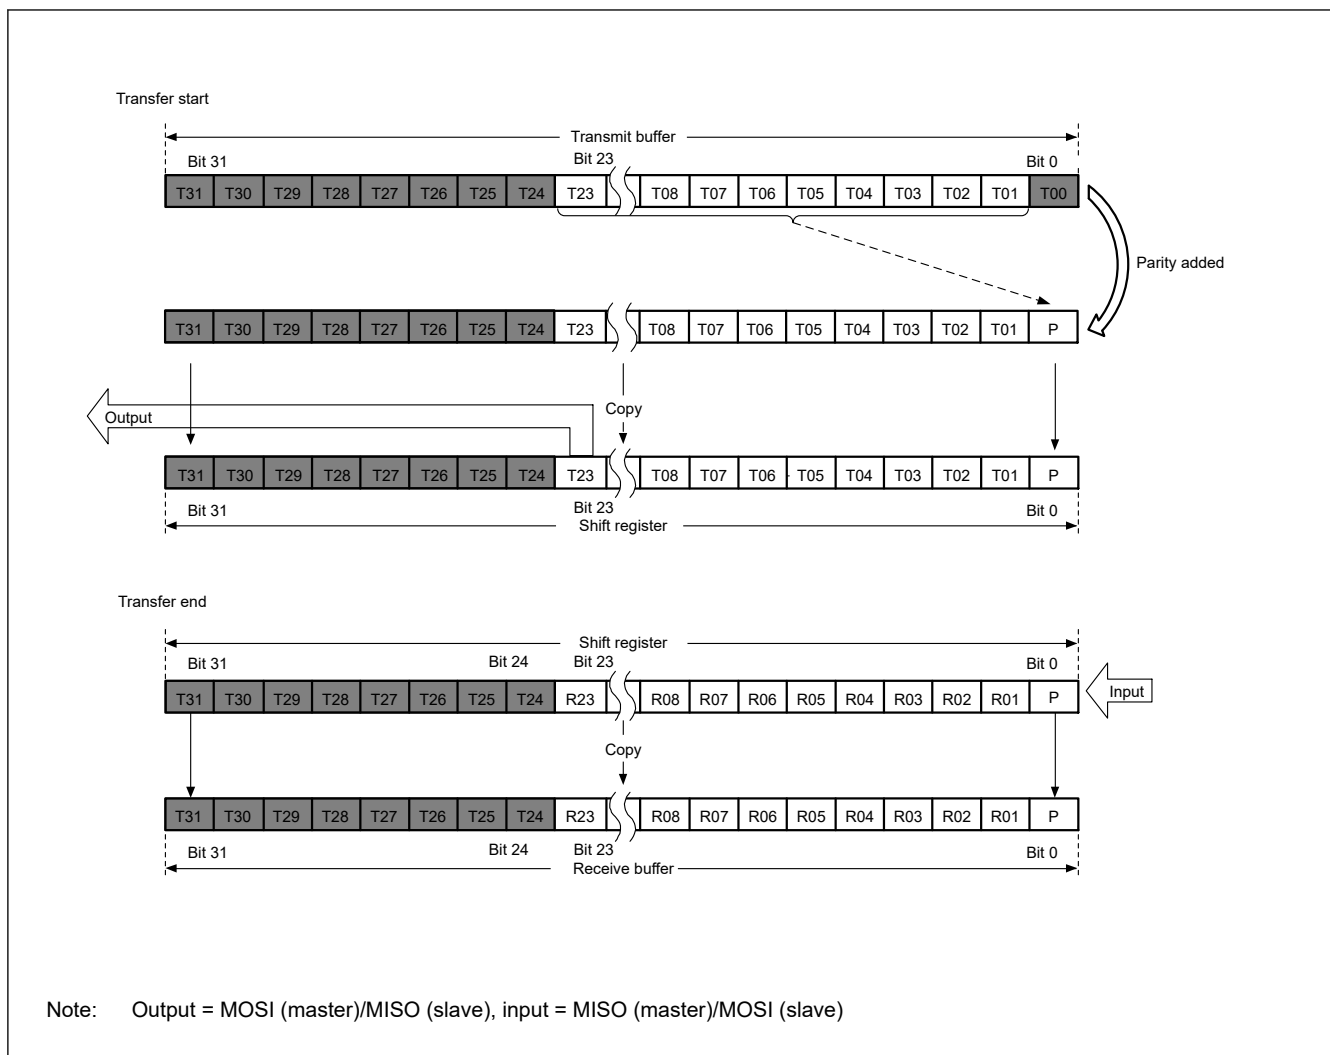 Transfer start
Transmit buffer
Bit 31 Bit 23 Bit 0
T31 T30 T29 T28 T27 T26 T25 T24 T23 T08 T07 T06 T05 T04 T03 T02 T01 T00
Parity added
T31 T30 T29 T28 T27 T26 T25 T24 T23 T08 T07 T06 T05 T04 T03 T02 T01 P
Output Copy
T31 T30 T29 T28 T27 T26 T25 T24 T23 T08 T07 T06 T05 T04 T03 T02 T01 P
Bit 31 Bit 23 Bit 0
Shift register
Transfer end
Shift register
Bit 31 Bit 24 Bit 23 Bit 0
T31 T30 T29 T28 T27 T26 T25 T24 R23 R08 R07 R06 R05 R04 R03 R02 R01 P Input
Copy
T31 T30 T29 T28 T27 T26 T25 T24 R23 R08 R07 R06 R05 R04 R03 R02 R01 P
Bit 31 Bit 24 Bit 23 Bit 0
Receive buffer
Note: Output = MOSI (master)/MISO (slave), input = MISO (master)/MOSI (slave)